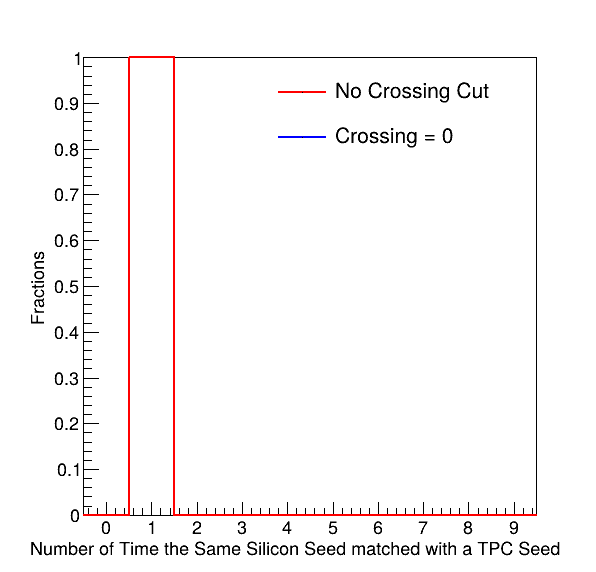 1
0.9
0.8
0.7
0.6
0.5
0.4
0.3
0.2
0.1
0
Fractions
No Crossing Cut
Crossing = 0
0 1 2 3 4 5 6 7 8 9
Number of Time the Same Silicon Seed matched with a TPC Seed